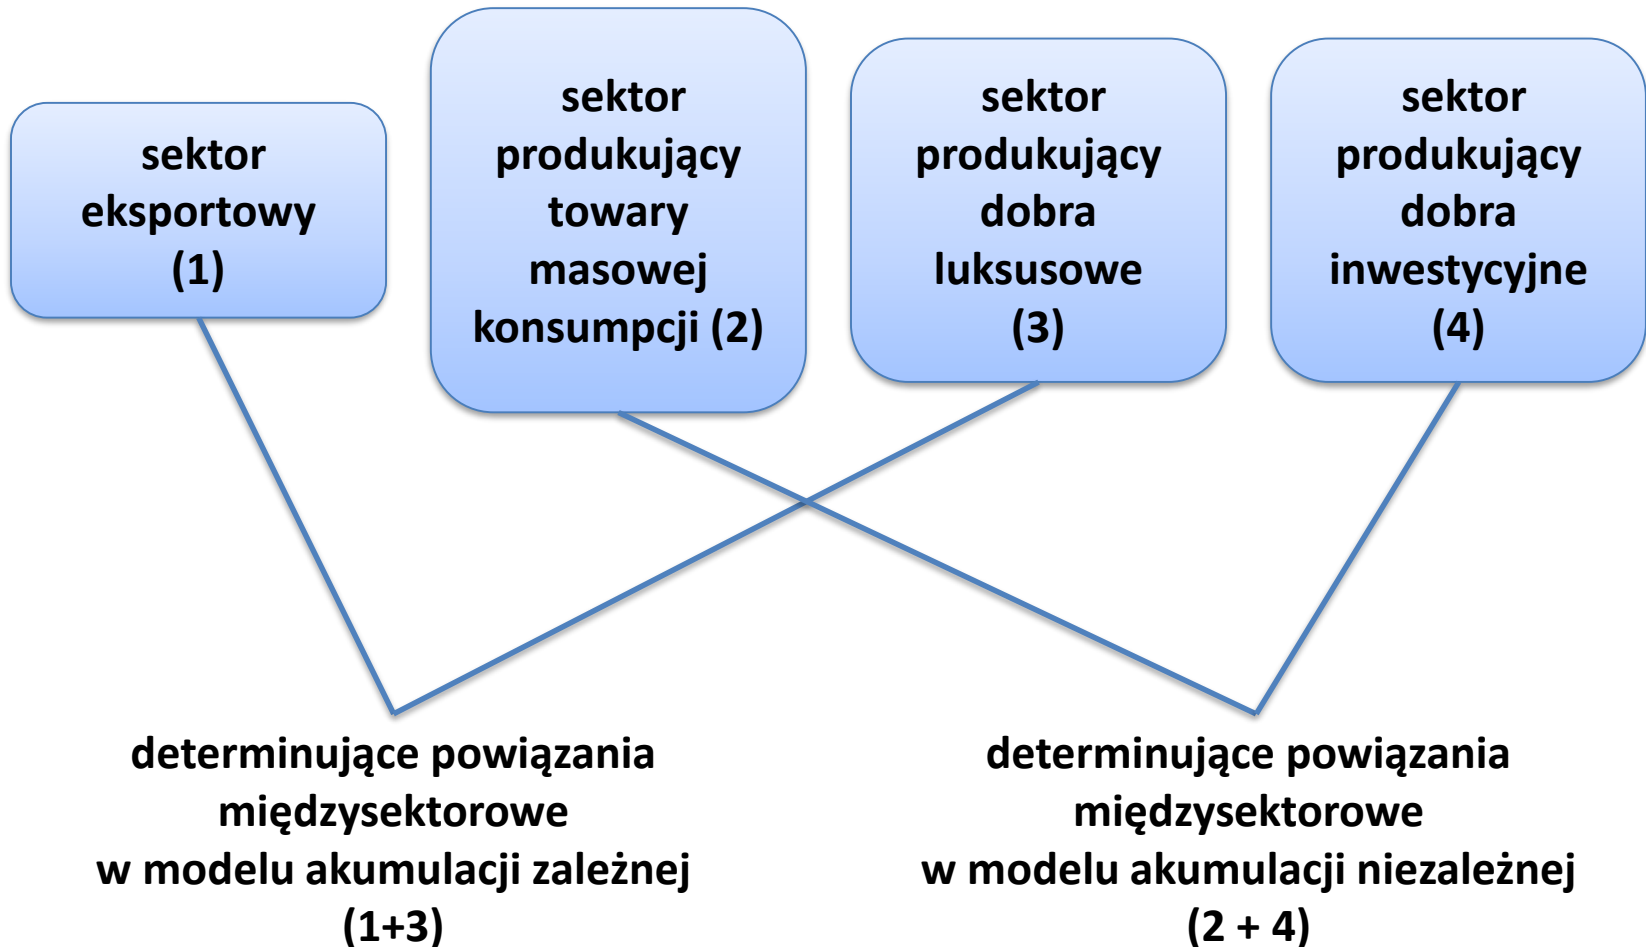 sektor
eksportowy
(1)
sektor
produkujący
towary
masowej
konsumpcji (2)
sektor
produkujący
dobra
luksusowe
(3)
sektor
produkujący
dobra
inwestycyjne
(4)
determinujące powiązania
międzysektorowe
w modelu akumulacji zależnej
(1+3)
determinujące powiązania
międzysektorowe
w modelu akumulacji niezależnej
(2 + 4)